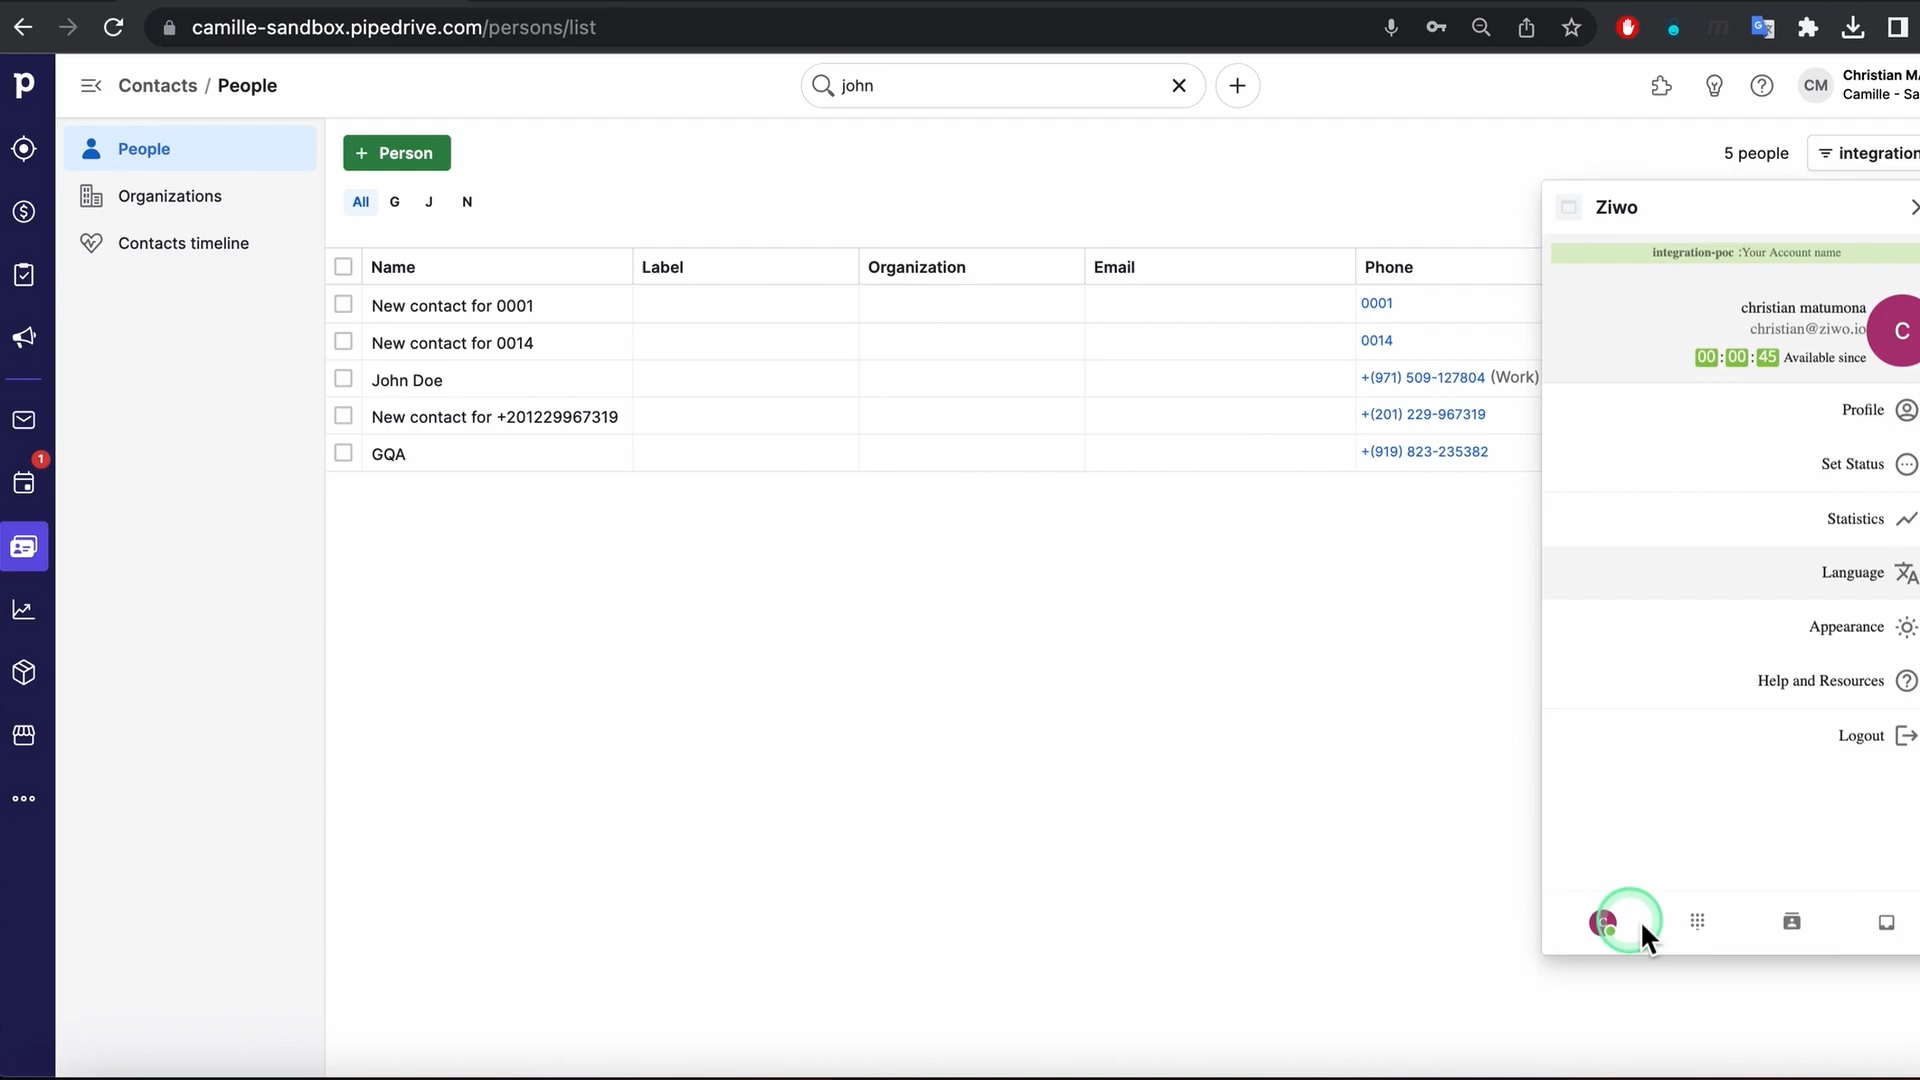 camille-sandbox.pipedrive.com/persons/list
Contacts / People
john
CM
Christian MA
Camille - Sa
People
Organizations
Contacts timeline
+ Person
5 people
integration
All G J N
Name Label Organization Email Phone
New contact for 0001 0001
New contact for 0014 0014
John Doe +(971) 509-127804 (Work)
New contact for +201229967319 +(201) 229-967319
GQA +(919) 823-235382
1
Ziwo
integration-poc :Your Account name
christian matumona
christian@ziwo.io
00:00:45 Available since
C
Profile
Set Status
Statistics
Language
Appearance
Help and Resources
Logout